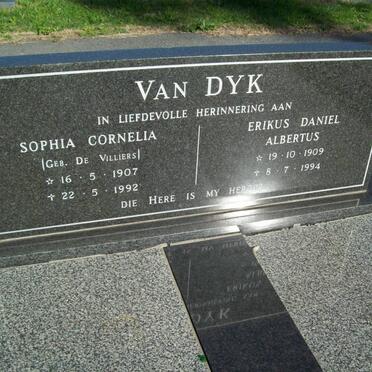 VAN DYK
IN LIEFDEVOLLE HERINNERING AAN
SOPHIA CORNELIA
(GEB. DE VILLIERS)
☆ 16 · 5 · 1907
✝ 22 · 5 · 1992
ERIKUS DANIEL
ALBERTUS
☆ 19 · 10 · 1909
✝ 8 · 7 · 1994
DIE HERE IS MY HERDER